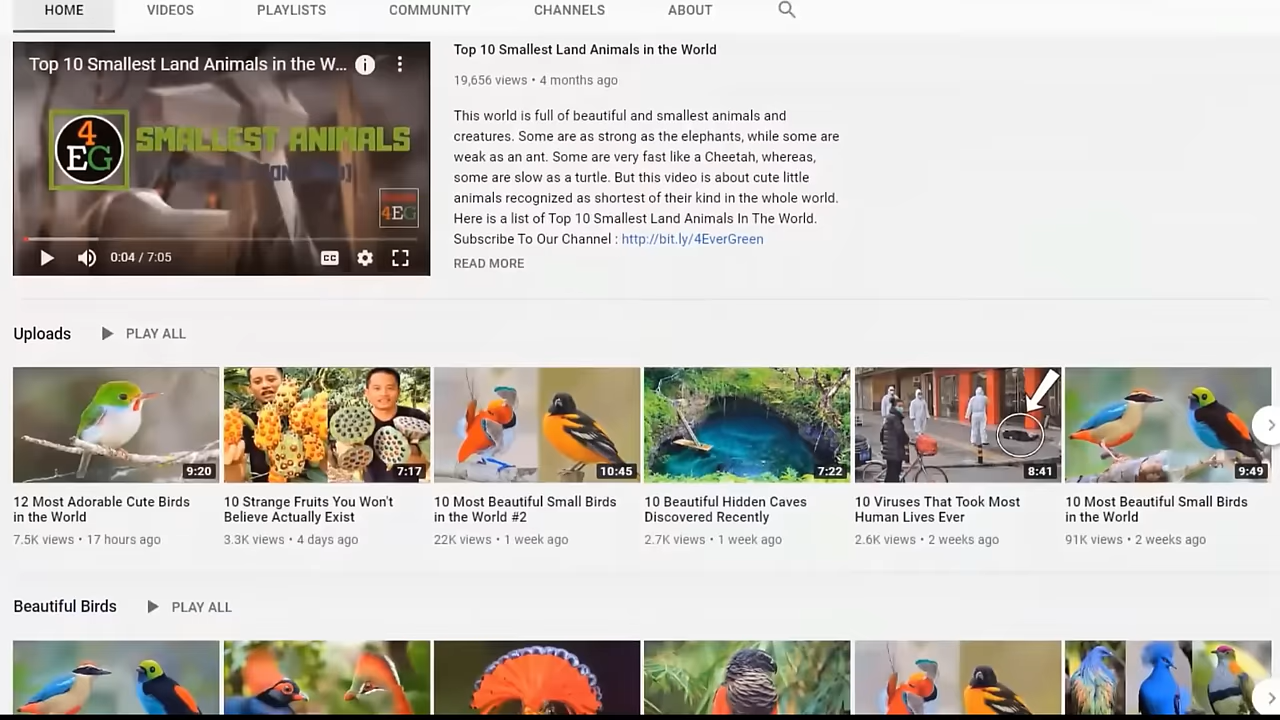 HOME VIDEOS PLAYLISTS COMMUNITY CHANNELS ABOUT
Top 10 Smallest Land Animals in the W...
4
EG
SMALLEST ANIMALS
4EG
0:04 / 7:05
CC
Top 10 Smallest Land Animals in the World
19,656 views • 4 months ago
This world is full of beautiful and smallest animals and
creatures. Some are as strong as the elephants, while some are
weak as an ant. Some are very fast like a Cheetah, whereas,
some are slow as a turtle. But this video is about cute little
animals recognized as shortest of their kind in the whole world.
Here is a list of Top 10 Smallest Land Animals In The World.
Subscribe To Our Channel : http://bit.ly/4EverGreen
READ MORE
Uploads PLAY ALL
9:20
12 Most Adorable Cute Birds
in the World
7.5K views • 17 hours ago
7:17
10 Strange Fruits You Won't
Believe Actually Exist
3.3K views • 4 days ago
10:45
10 Most Beautiful Small Birds
in the World #2
22K views • 1 week ago
7:22
10 Beautiful Hidden Caves
Discovered Recently
2.7K views • 1 week ago
8:41
10 Viruses That Took Most
Human Lives Ever
2.6K views • 2 weeks ago
9:49
10 Most Beautiful Small Birds
in the World
91K views • 2 weeks ago
Beautiful Birds PLAY ALL